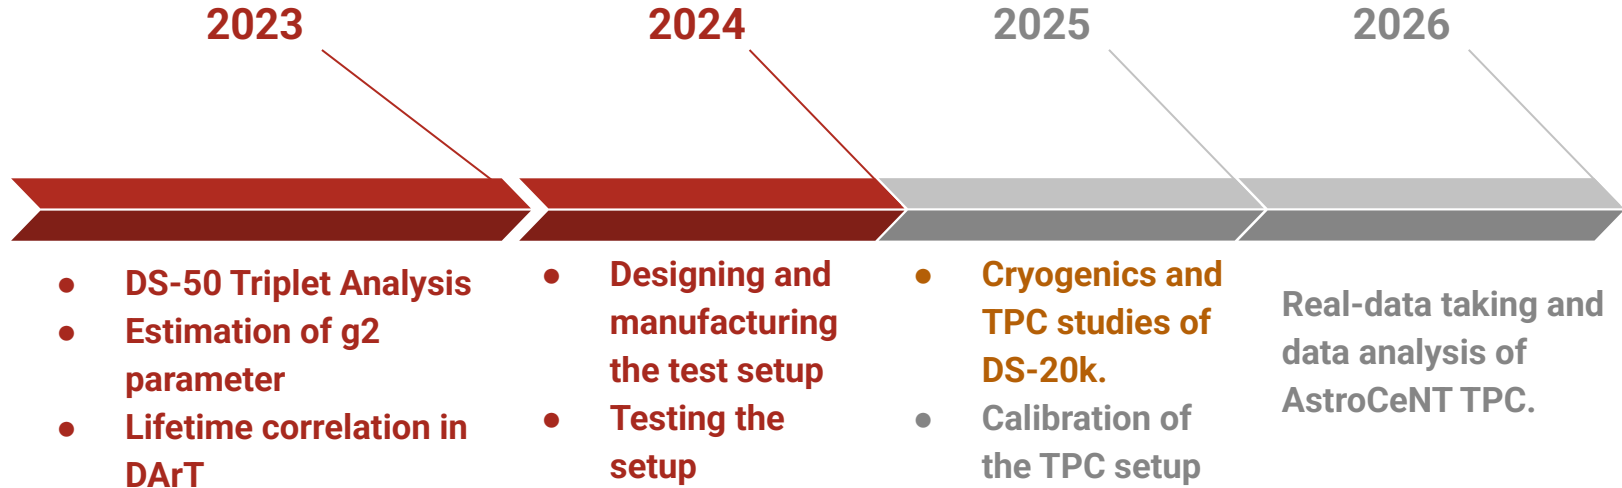 2023
2024
2025
2026
● DS-50 Triplet Analysis
● Estimation of g2
parameter
● Lifetime correlation in
DArT
● Designing and
manufacturing
the test setup
● Testing the
setup
● Cryogenics and
TPC studies of
DS-20k.
● Calibration of
the TPC setup
Real-data taking and
data analysis of
AstroCeNT TPC.